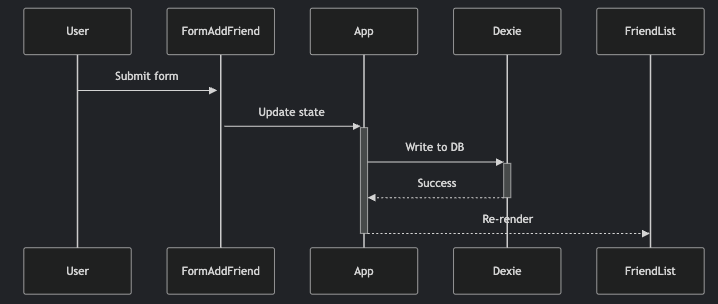 User
FormAddFriend
App
Dexie
FriendList
Submit form
Update state
Write to DB
Success
Re-render
User
FormAddFriend
App
Dexie
FriendList